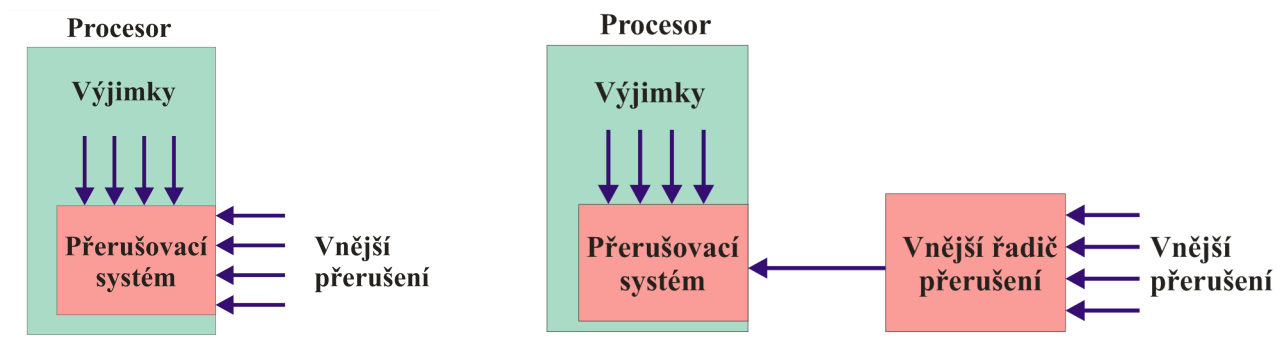 Procesor
Výjimky
Přerušovací
systém
Vnější
přerušení
Procesor
Výjimky
Přerušovací
systém
Vnější řadič
přerušení
Vnější
přerušení